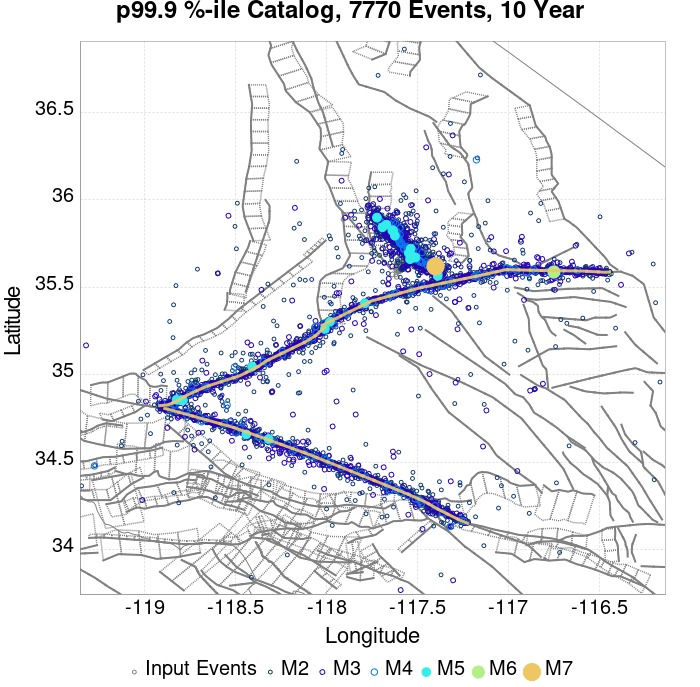 p99.9 %-ile Catalog, 7770 Events, 10 Year
36.5
36
35.5
35
34.5
34
Latitude
-119 -118.5 -118 -117.5 -117 -116.5
Longitude
Input Events M2 M3 M4 M5 M6 M7